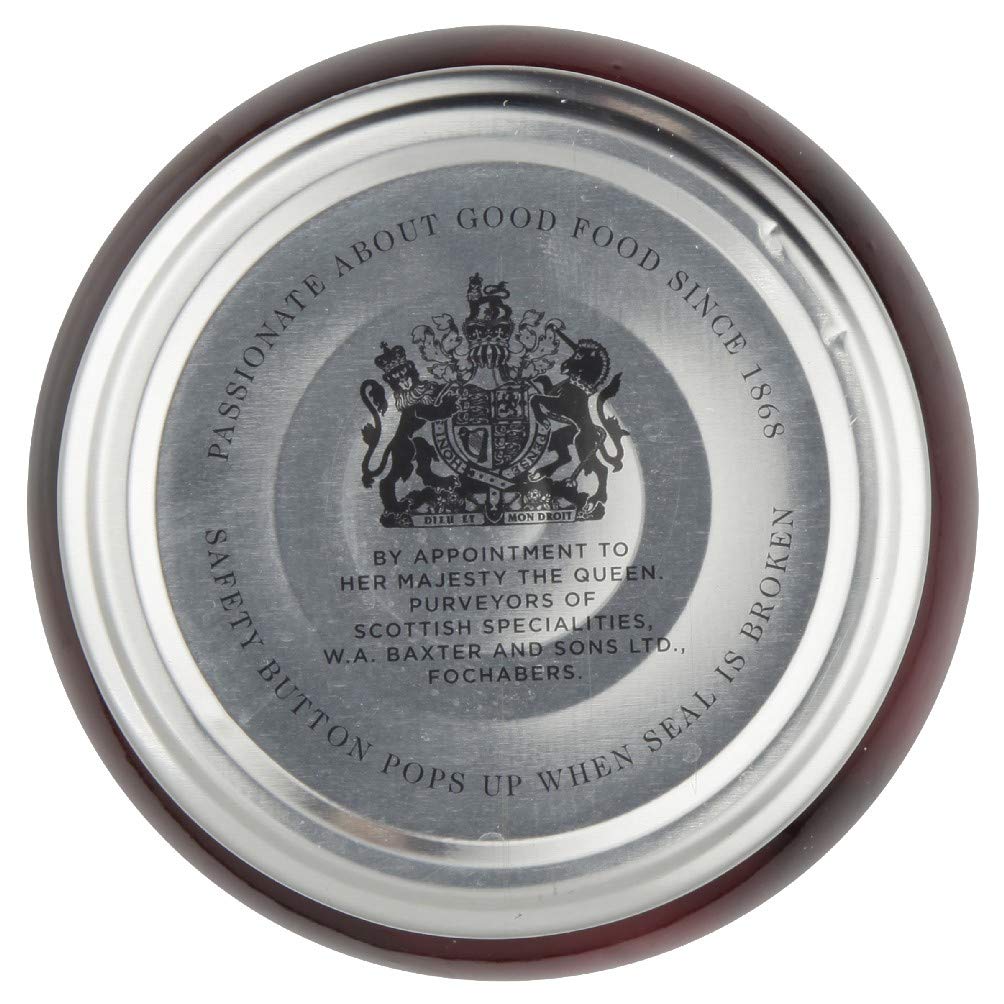 PASSIONATE ABOUT GOOD FOOD SINCE 1868
DIEU ET MON DROIT
BY APPOINTMENT TO
HER MAJESTY THE QUEEN.
PURVEYORS OF
SCOTTISH SPECIALITIES,
W.A. BAXTER AND SONS LTD.,
FOCHABERS.
SAFETY BUTTON POPS UP WHEN SEAL IS BROKEN